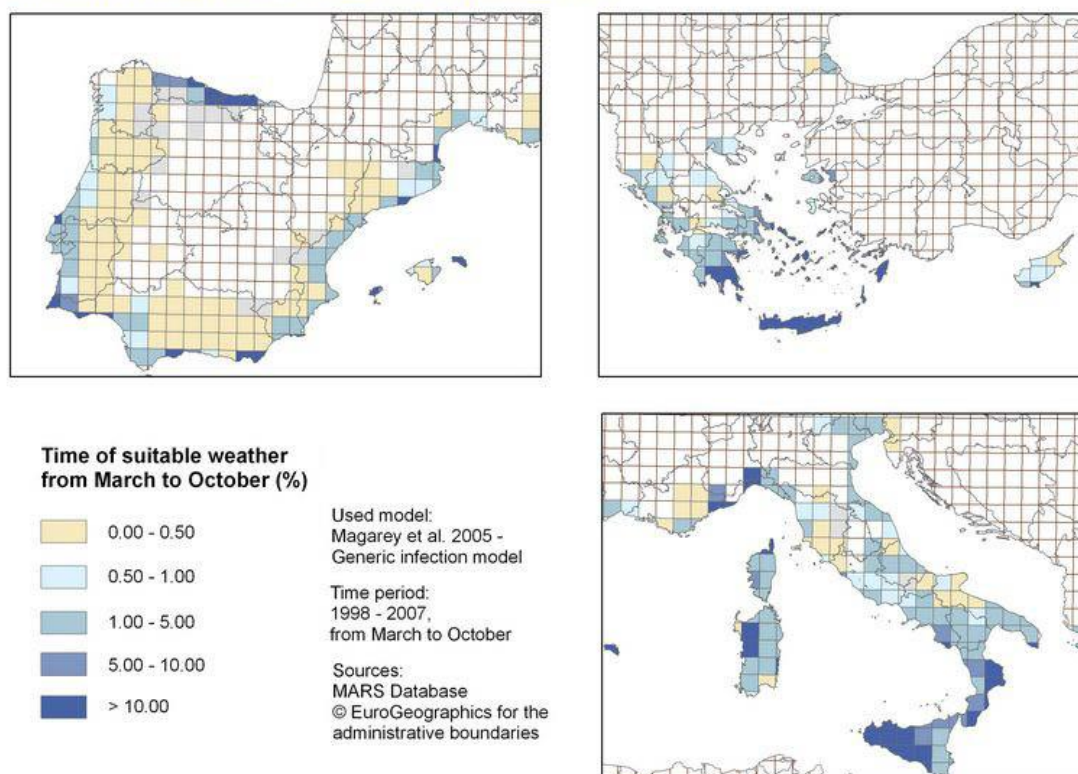 Time of suitable weather
from March to October (%)
0.00 - 0.50
0.50 - 1.00
1.00 - 5.00
5.00 - 10.00
> 10.00
Used model:
Magarey et al. 2005 -
Generic infection model
Time period:
1998 - 2007,
from March to October
Sources:
MARS Database
© EuroGeographics for the
administrative boundaries